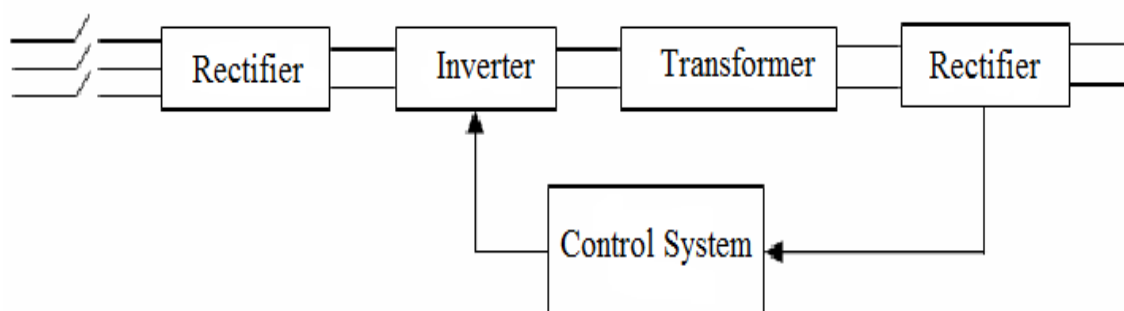 Rectifier
Inverter
Transformer
Rectifier
Control System